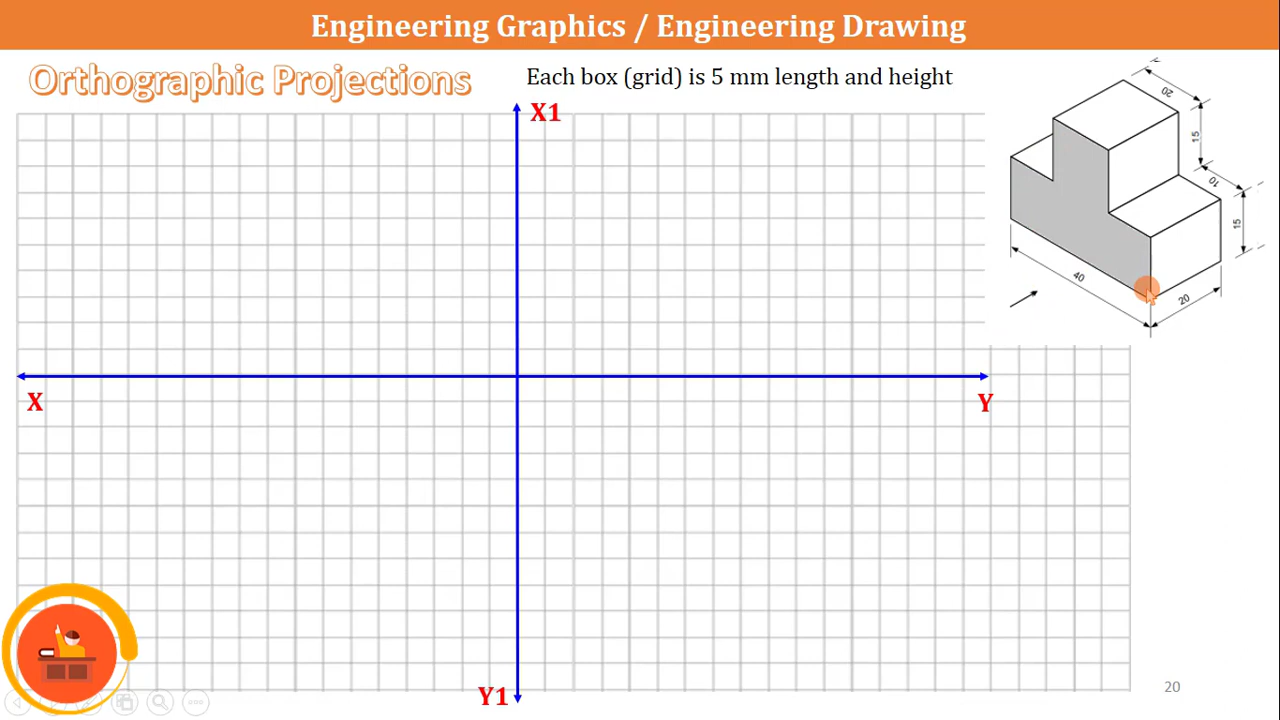 Engineering Graphics / Engineering Drawing
Orthographic Projections
Each box (grid) is 5 mm length and height
X1
20
15
10
15
40
20
X
Y
Y1
20